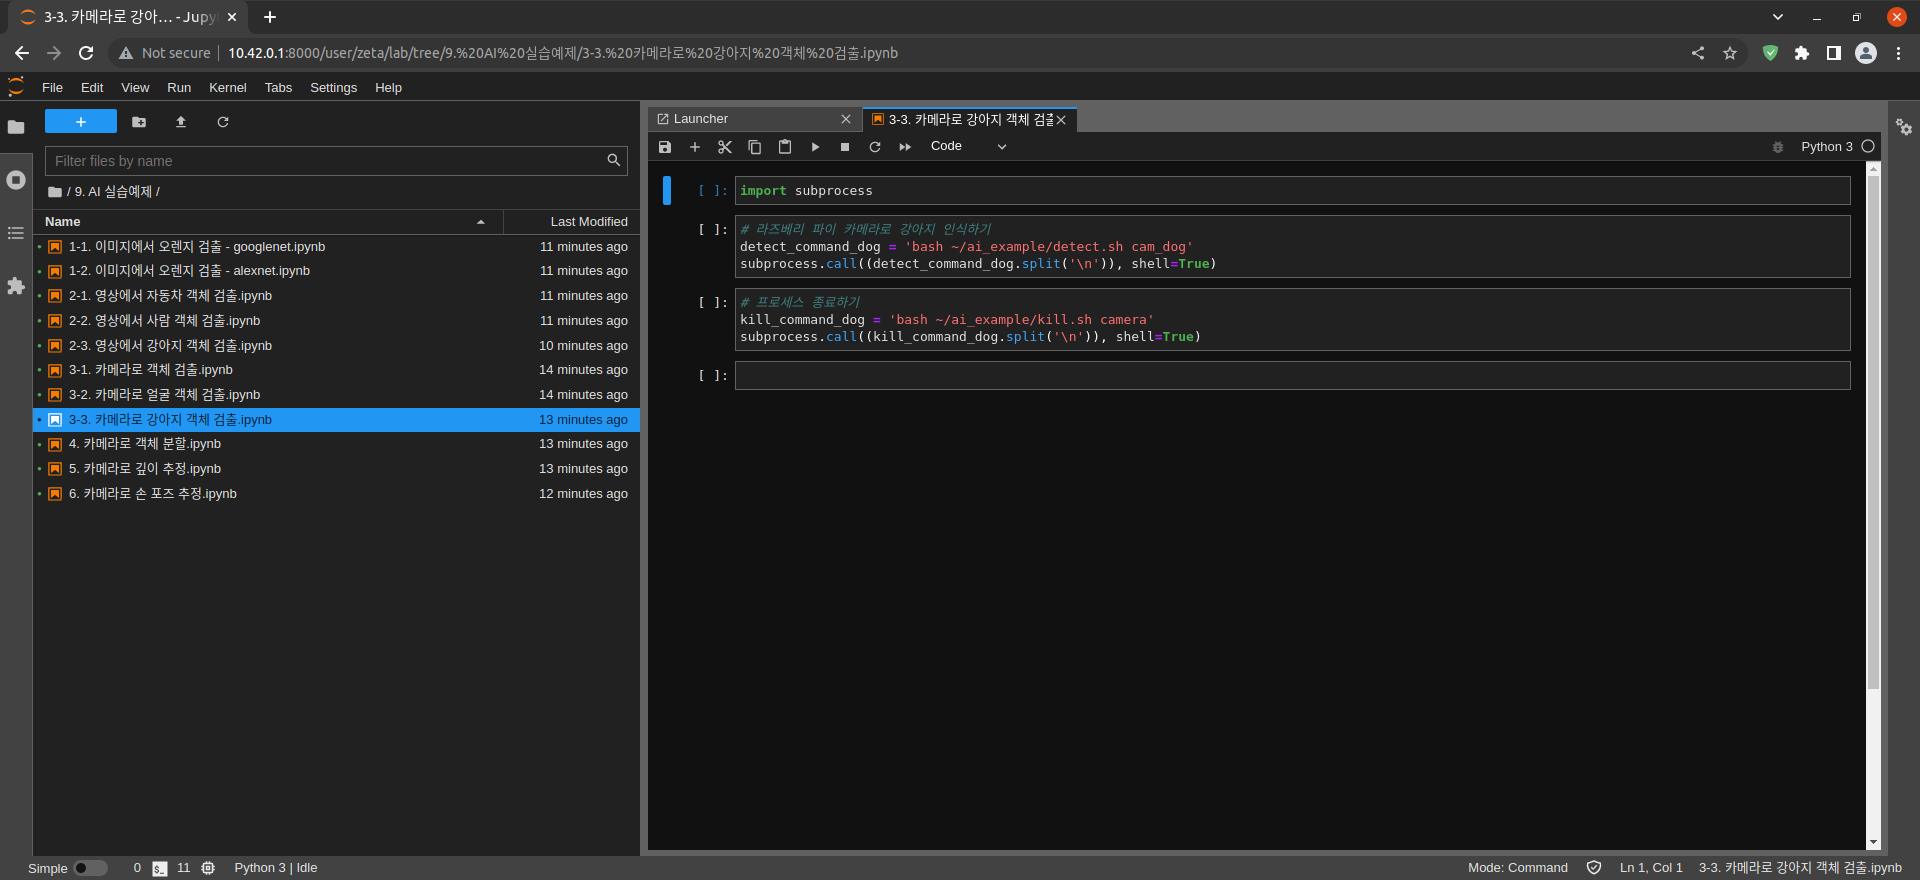 3-3. 카메라로 강아지… - Jupy
Not secure 10.42.0.1:8000/user/zeta/lab/tree/9.%20AI%20실습예제/3-3.%20카메라로%20강아지%20객체%20검출.ipynb
File Edit View Run Kernel Tabs Settings Help
Launcher
3-3. 카메라로 강아지 객체 검출
Filter files by name
Code
Python 3
/ 9. AI 실습예제 /
Name Last Modified
1-1. 이미지에서 오렌지 검출 - googlenet.ipynb 11 minutes ago
1-2. 이미지에서 오렌지 검출 - alexnet.ipynb 11 minutes ago
2-1. 영상에서 자동차 객체 검출.ipynb 11 minutes ago
2-2. 영상에서 사람 객체 검출.ipynb 11 minutes ago
2-3. 영상에서 강아지 객체 검출.ipynb 10 minutes ago
3-1. 카메라로 객체 검출.ipynb 14 minutes ago
3-2. 카메라로 얼굴 객체 검출.ipynb 14 minutes ago
3-3. 카메라로 강아지 객체 검출.ipynb 13 minutes ago
4. 카메라로 객체 분할.ipynb 13 minutes ago
5. 카메라로 깊이 추정.ipynb 13 minutes ago
6. 카메라로 손 포즈 추정.ipynb 12 minutes ago
[ ]: import subprocess
[ ]: # 라즈베리 파이 카메라로 강아지 인식하기
detect_command_dog = 'bash ~/ai_example/detect.sh cam_dog'
subprocess.call((detect_command_dog.split('\n')), shell=True)
[ ]: # 프로세스 종료하기
kill_command_dog = 'bash ~/ai_example/kill.sh camera'
subprocess.call((kill_command_dog.split('\n')), shell=True)
[ ]:
Simple 0 $_ 11 Python 3 | Idle
Mode: Command Ln 1, Col 1 3-3. 카메라로 강아지 객체 검출.ipynb